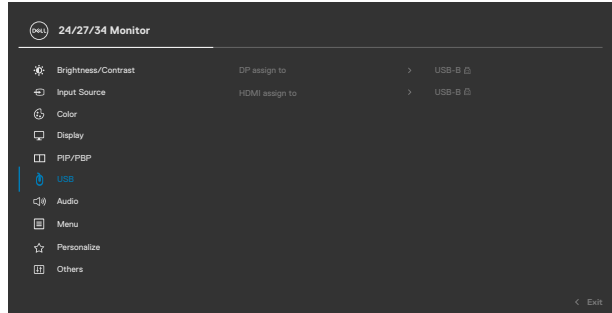 DELL 24/27/34 Monitor
Brightness/Contrast DP assign to > USB-B
Input Source HDMI assign to > USB-B
Color
Display
PIP/PBP
USB
Audio
Menu
Personalize
Others
< Exit